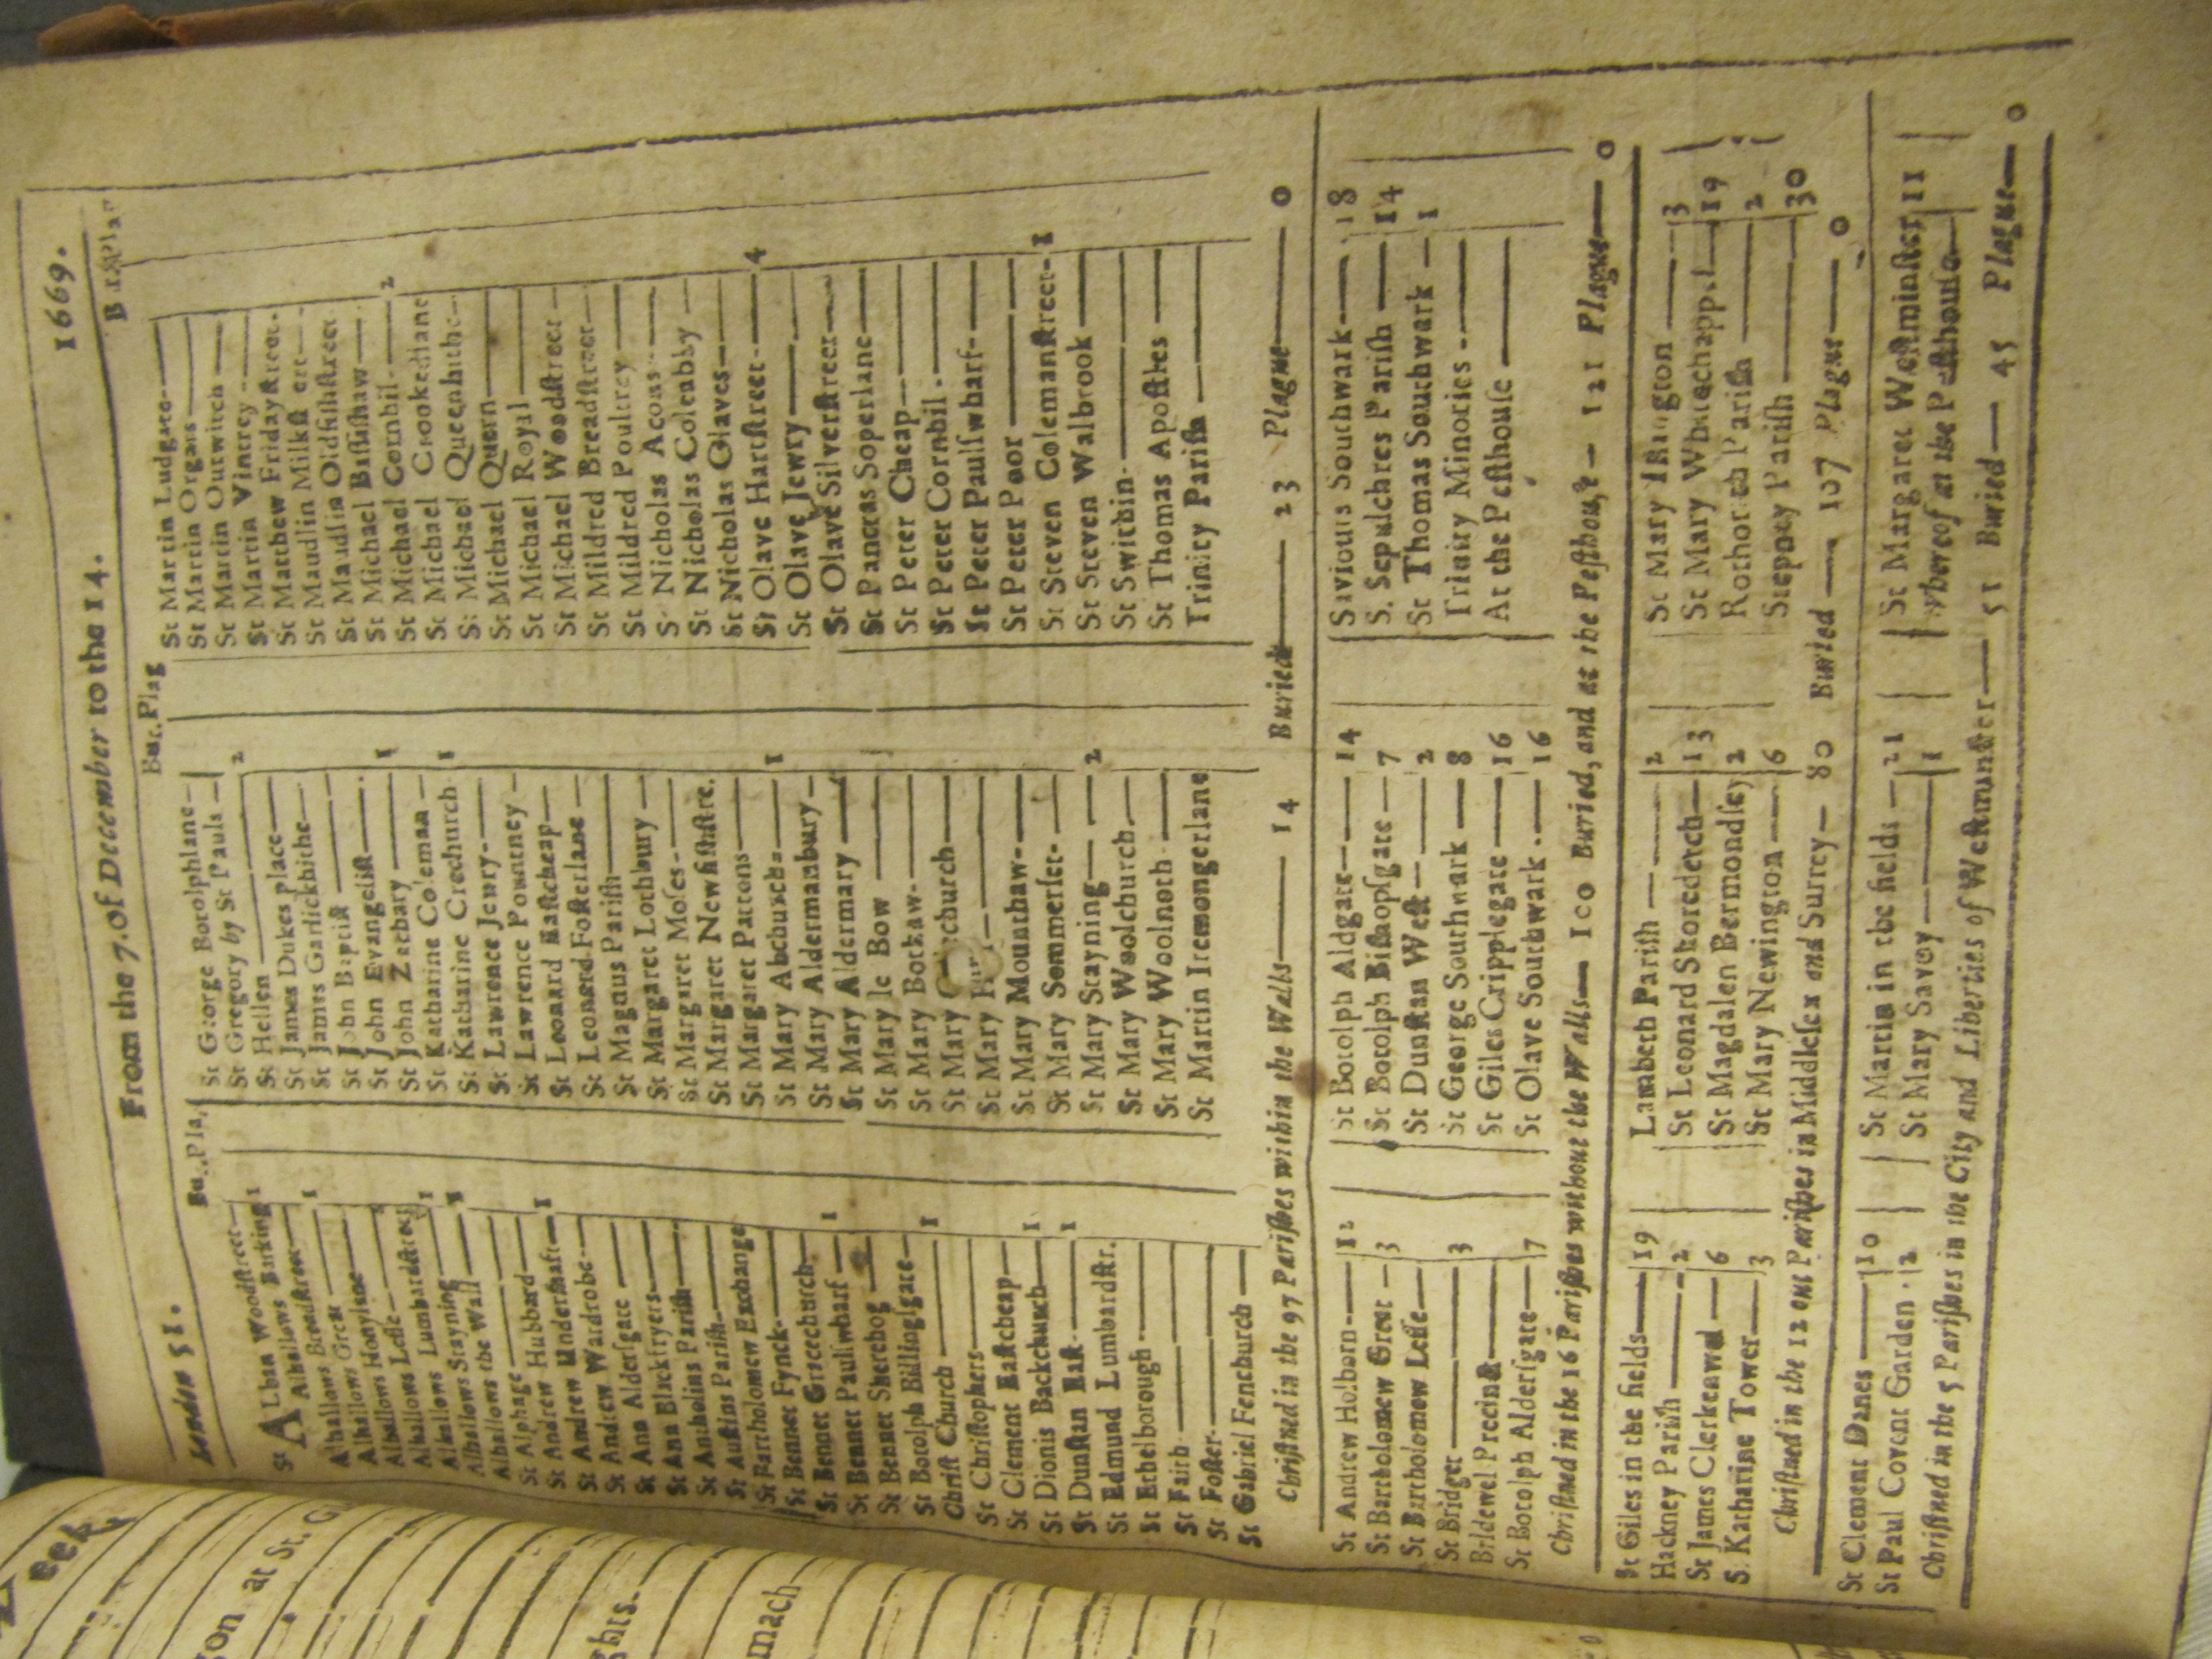 London 51. From the 7. of December to the 14. 1669.
Bu. Pla.
St ALban Woodstreet
Alhallows Barking 1
Alhallows Breadstreet
Alhallows Great 1
Alhallows Honylane
Alhallows Lesse
Alhallows Lumbardstreet
Alhallows Stayning 1
Alhallows the Wall 1
St Alphage
St Andrew Hubbard
St Andrew Undershaft 1
St Andrew Wardrobe
St Ann Aldersgate
St Ann Blackfryers
St Antholins Parish
St Austins Parish
St Bartholomew Exchange
St Bennet Fynck
St Bennet Gracechurch
St Bennet Paulswharf 1
St Bennet Sherehog
St Botolph Billingsgate
Christ Church 1
St Christophers
St Clement Eastcheap
St Dionis Backchurch 1
St Dunstan East 1
St Edmund Lumbardstr.
St Ethelborough
St Faith
St Foster
St Gabriel Fenchurch
Bur. Plag
St George Botolphlane
St Gregory by St Pauls
St Hellen 2
St James Dukes place
St James Garlickhithe
St John Baptist
St John Evangelist
St John Zachary 1
St Katharine Coleman
St Katharine Crechurch 1
St Lawrence Jewry
St Lawrence Pountney
St Leonard Eastcheap
St Leonard Fosterlane
St Magnus Parish
St Margaret Lothbury
St Margaret Moses
St Margaret Newfishstre.
St Margaret Pattons
St Mary Abchurch 1
St Mary Aldermanbury
St Mary Aldermary
St Mary le Bow
St Mary Bothaw
St Mary
St Mary
St Mary Mounthaw
St Mary Sommerset
St Mary Stayning 2
St Mary Woolchurch
St Mary Woolnoth
St Martin Iremongerlane
St Martin Ludgate
St Martin Orgars
St Martin Outwitch
St Martin Vintrey
St Matthew Fridaystreet
St Maudlin Milkstreet
St Maudlin Oldfishstreet
St Michael Bassishaw
St Michael Cornhil 2
St Michael Crookedlane
St Michael Queenhithe
St Michael Quern
St Michael Royal
St Michael Woodstreet
St Mildred Breadstreet
St Mildred Poultrey
St Nicholas Acons
St Nicholas Coleabby
St Nicholas Olaves
St Olave Hartstreet 4
St Olave Jewry
St Olave Silverstreet
St Pancras Soperlane
St Peter Cheap
St Peter Cornhil
St Peter Paulswharf
St Peter Poor
St Steven Colemanstreet 1
St Steven Walbrook
St Swithin
St Thomas Apostles
Trinity Parish
Christned in the 97 Parishes within the Walls 14 Buried 23 Plague 0
St Andrew Holborn 12
St Bartholomew Great 3
St Bartholomew Lesse
St Bridget 3
Bridewel Precinct
St Botolph Aldersgate 7
St Botolph Aldgate 14
St Botolph Bishopsgate 7
St Dunstan West 2
St George Southwark 8
St Giles Cripplegate 16
St Olave Southwark 16
Saviours Southwark 18
S. Sepulchres Parish 14
St Thomas Southwark 1
Trinity Minories
At the Pesthouse
Christned in the 16 Parishes without the Walls 100 Buried, and at the Pesthouse 121 Plague 0
St Giles in the fields 19
Hackney Parish 2
St James Clerkenwel 6
S. Katharine Tower 3
Lambeth Parish 2
St Leonard Shoreditch 13
St Magdalen Bermondsey 2
St Mary Newington 6
St Mary Islington 3
St Mary Whitechappel 19
Rothorith Parish 2
Stepney Parish 30
Christned in the 12 out Parishes in Middlesex and Surrey 80 Buried 107 Plague 0
St Clement Danes 10
St Paul Covent Garden 2
St Martin in the fields 21
St Mary Savoy 1
St Margaret Westminster 11
whereof at the Pesthouse
Christned in the 5 Parishes in the City and Liberties of Westminster 51 Buried 45 Plague 0
eek
at St. G
mach